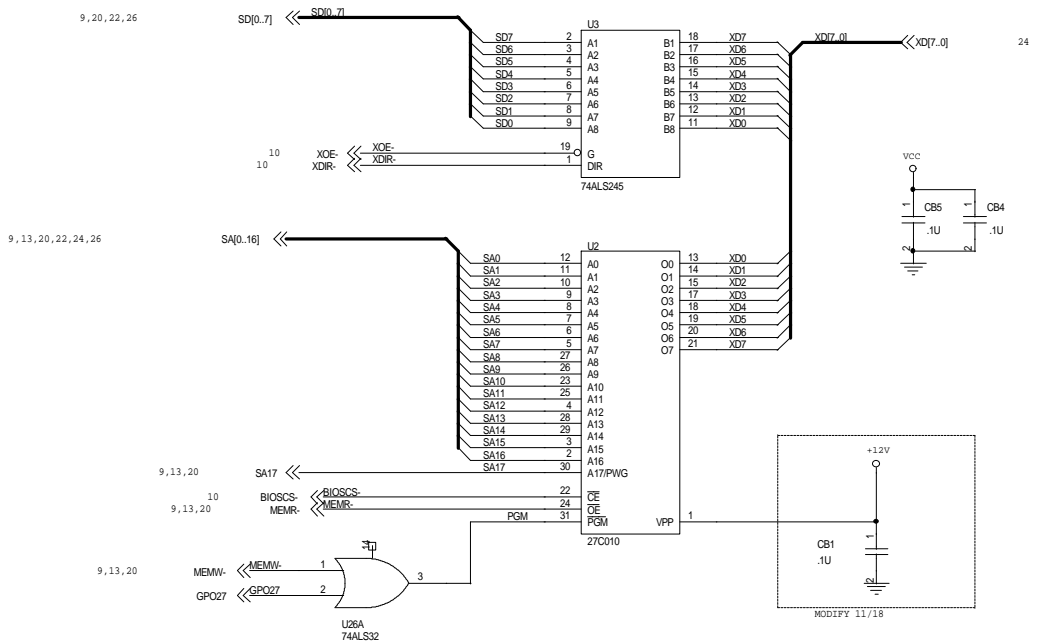 9,20,22,26 SD[0..7] SD[0..7]
U3
XD[7..0] XD[7..0] 24
SD7 2 A1 B1 18 XD7
SD6 3 A2 B2 17 XD6
SD5 4 A3 B3 16 XD5
SD4 5 A4 B4 15 XD4
SD3 6 A5 B5 14 XD3
SD2 7 A6 B6 13 XD2
SD1 8 A7 B7 12 XD1
SD0 9 A8 B8 11 XD0
10 XOE- XOE- 19 G
10 XDIR- XDIR- 1 DIR
74ALS245
VCC
1 CB5 1 CB4
.1U .1U
2 2
9,13,20,22,24,26 SA[0..16]
U2
SA0 12 A0 O0 13 XD0
SA1 11 A1 O1 14 XD1
SA2 10 A2 O2 15 XD2
SA3 9 A3 O3 17 XD3
SA4 8 A4 O4 18 XD4
SA5 7 A5 O5 19 XD5
SA6 6 A6 O6 20 XD6
SA7 5 A7 O7 21 XD7
SA8 27 A8
SA9 26 A9
SA10 23 A10
SA11 25 A11
SA12 4 A12
SA13 28 A13
SA14 29 A14
SA15 3 A15
SA16 2 A16
9,13,20 SA17 SA17 30 A17/PWG
10 BIOSCS- BIOSCS- 22 CE
9,13,20 MEMR- MEMR- 24 OE
PGM 31 PGM VPP 1
27C010
+12V
1
CB1
.1U
2
MODIFY 11/18
14
9,13,20 MEMW- MEMW- 1
3
GPO27 GPO27 2
U26A
74ALS32